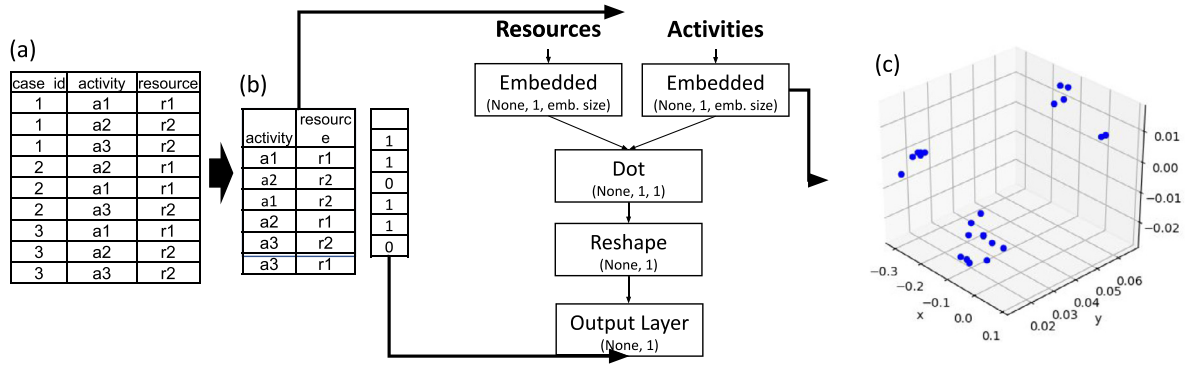 (a)
case_id activity resource
1 a1 r1
1 a2 r2
1 a3 r2
2 a2 r1
2 a1 r1
2 a3 r2
3 a1 r1
3 a2 r2
3 a3 r2
(b)
activity resourc
e
a1 r1
a2 r2
a1 r2
a2 r1
a3 r2
a3 r1
1
1
0
1
1
0
Resources
Activities
Embedded
(None, 1, emb. size)
Embedded
(None, 1, emb. size)
Dot
(None, 1, 1)
Reshape
(None, 1)
Output Layer
(None, 1)
(c)
0.01
0.00
−0.01
−0.02
−0.3
−0.2
−0.1
0.0
0.1
x
0.02
0.03
0.04
0.05
0.06
y